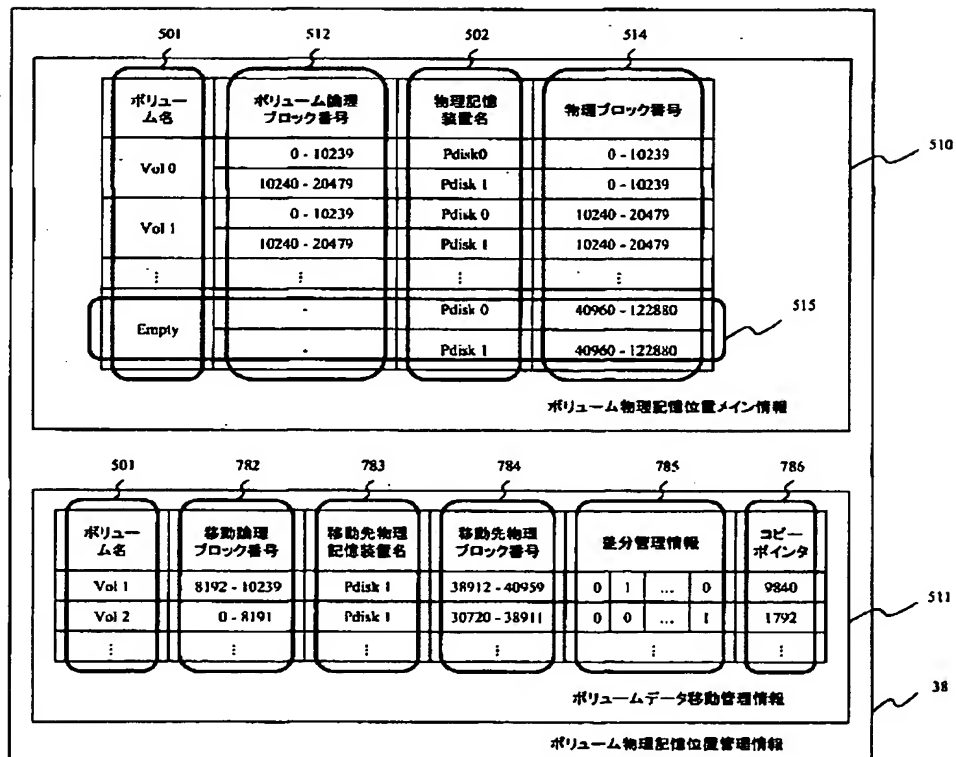 501 512 502 514
ボリューム名 ボリューム論理ブロック番号 物理記憶装置名 物理ブロック番号
Vol 0 0 - 10239 Pdisk0 0 - 10239
10240 - 20479 Pdisk 1 0 - 10239
Vol 1 0 - 10239 Pdisk 0 10240 - 20479
10240 - 20479 Pdisk 1 10240 - 20479
⋮ ⋮ ⋮ ⋮
Empty - Pdisk 0 40960 - 122880
- Pdisk 1 40960 - 122880
ボリューム物理記憶位置メイン情報
510
515
501 782 783 784 785 786
ボリューム名 移動論理ブロック番号 移動先物理記憶装置名 移動先物理ブロック番号 差分管理情報 コピーポインタ
Vol 1 8192 - 10239 Pdisk 1 38912 - 40959 0 1 ... 0 9840
Vol 2 0 - 8191 Pdisk 1 30720 - 38911 0 0 ... 1 1792
⋮ ⋮ ⋮ ⋮ ⋮ ⋮
ボリュームデータ移動管理情報
511
38
ボリューム物理記憶位置管理情報